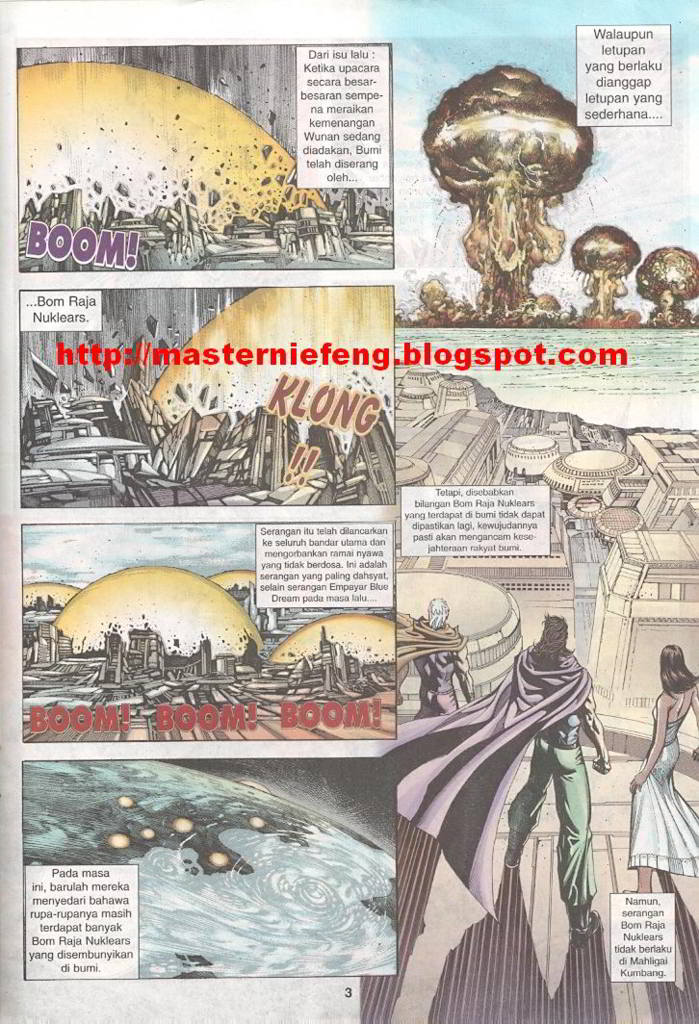 Dari isu lalu :
Ketika upacara
secara besar-
besaran sempe-
na meraikan
kemenangan
Wunan sedang
diadakan, Bumi
telah diserang
oleh...
BOOM!
...Bom Raja
Nuklears.
http://masterniefeng.blogspot.com
KLONG
!!
Serangan itu telah dilancarkan
ke seluruh bandar utama dan
mengorbankan ramai nyawa
yang tidak berdosa. Ini adalah
serangan yang paling dahsyat,
selain serangan Empayar Blue
Dream pada masa lalu....
BOOM! BOOM! BOOM!
Pada masa
ini, barulah mereka
menyedari bahawa
rupa-rupanya masih
terdapat banyak
Bom Raja Nuklears
yang disembunyikan
di bumi.
Walaupun
letupan
yang berlaku
dianggap
letupan yang
sederhana....
Tetapi, disebabkan
bilangan Bom Raja Nuklears
yang terdapat di bumi tidak dapat
dipastikan lagi, kewujudannya
pasti akan mengancam kese-
jahteraan rakyat bumi.
Namun,
serangan
Bom Raja
Nuklears
tidak berlaku
di Mahligai
Kumbang.
3